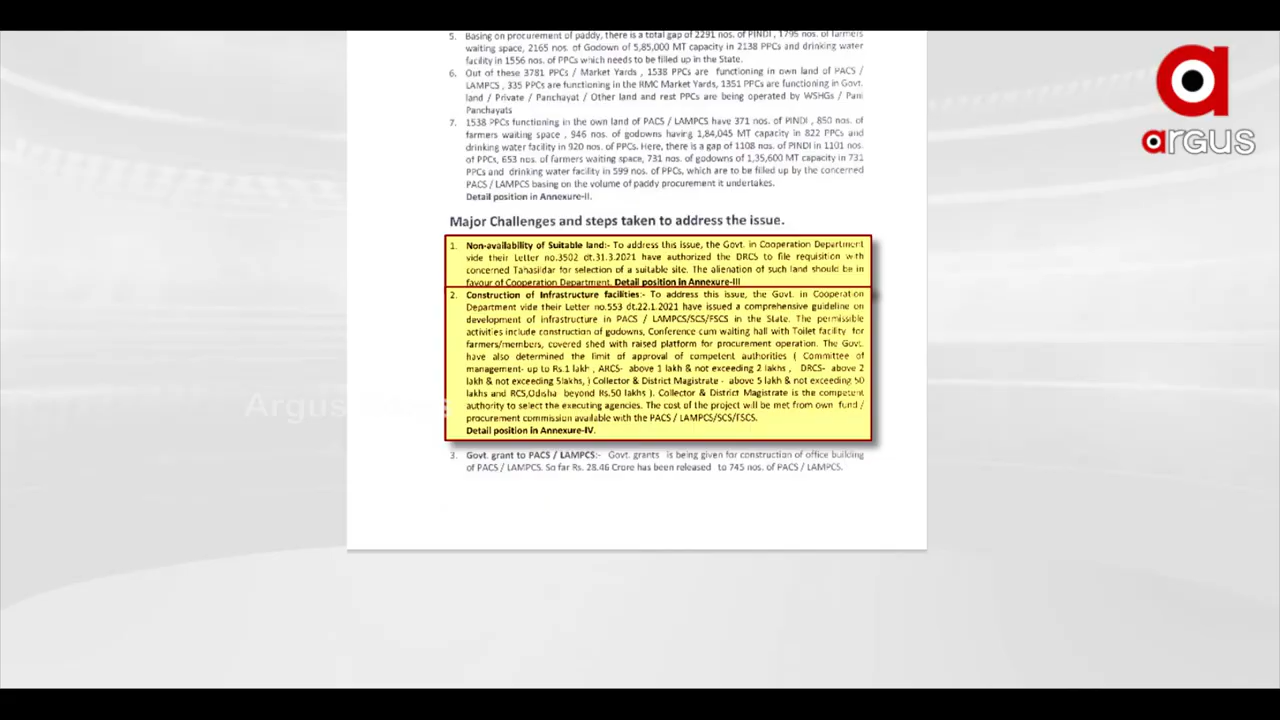 5. Basing on procurement of paddy, there is a total gap of 2291 nos. of PINDI, 1795 nos. of farmers
waiting space, 2165 nos. of Godown of 5,85,000 MT capacity in 2138 PPCs and drinking water
facility in 1556 nos. of PPCs which needs to be filled up in the State.
6. Out of these 3781 PPCs / Market Yards , 1538 PPCs are functioning in own land of PACS /
LAMPCS , 335 PPCs are functioning in the RMC Market Yards, 1351 PPCs are functioning in Govt.
land / Private / Panchayat / Other land and rest PPCs are being operated by WSHGs / Pani
Panchayats
7. 1538 PPCs functioning in the own land of PACS / LAMPCS have 371 nos. of PINDI , 850 nos. of
farmers waiting space , 946 nos. of godowns having 1,84,045 MT capacity in 822 PPCs and
drinking water facility in 920 nos. of PPCs. Here, there is a gap of 1108 nos. of PINDI in 1101 nos.
of PPCs, 653 nos. of farmers waiting space, 731 nos. of godowns of 1,35,600 MT capacity in 731
PPCs and drinking water facility in 599 nos. of PPCs, which are to be filled up by the concerned
PACS / LAMPCS basing on the volume of paddy procurement it undertakes.
Detail position in Annexure-II.
Major Challenges and steps taken to address the issue.
1. Non-availability of Suitable land:- To address this issue, the Govt. in Cooperation Department
vide their Letter no.3502 dt.31.3.2021 have authorized the DRCS to file requisition with
concerned Tahasildar for selection of a suitable site. The alienation of such land should be in
favour of Cooperation Department. Detail position in Annexure-III
2. Construction of Infrastructure facilities:- To address this issue, the Govt. in Cooperation
Department vide their Letter no.553 dt.22.1.2021 have issued a comprehensive guideline on
development of infrastructure in PACS / LAMPCS/SCS/FSCS in the State. The permissible
activities include construction of godowns, Conference cum waiting hall with Toilet facility for
farmers/members, covered shed with raised platform for procurement operation. The Govt.
have also determined the limit of approval of competent authorities ( Committee of
management- up to Rs.1 lakh , ARCS- above 1 lakh & not exceeding 2 lakhs , DRCS- above 2
lakh & not exceeding 5lakhs, ) Collector & District Magistrate - above 5 lakh & not exceeding 50
lakhs and RCS,Odisha beyond Rs.50 lakhs ). Collector & District Magistrate is the competent
authority to select the executing agencies. The cost of the project will be met from own fund /
procurement commission available with the PACS / LAMPCS/SCS/FSCS.
Detail position in Annexure-IV.
3. Govt. grant to PACS / LAMPCS:- Govt. grants is being given for construction of office building
of PACS / LAMPCS. So far Rs. 28.46 Crore has been released to 745 nos. of PACS / LAMPCS.
argus
Argus